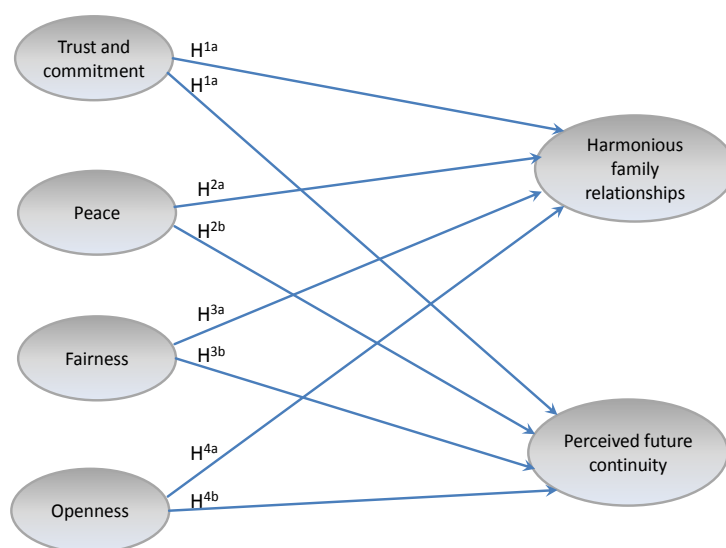 Trust and
commitment
H1a
H1a
Harmonious
family
relationships
Peace
H2a
H2b
Fairness
H3a
H3b
Perceived future
continuity
Openness
H4a
H4b